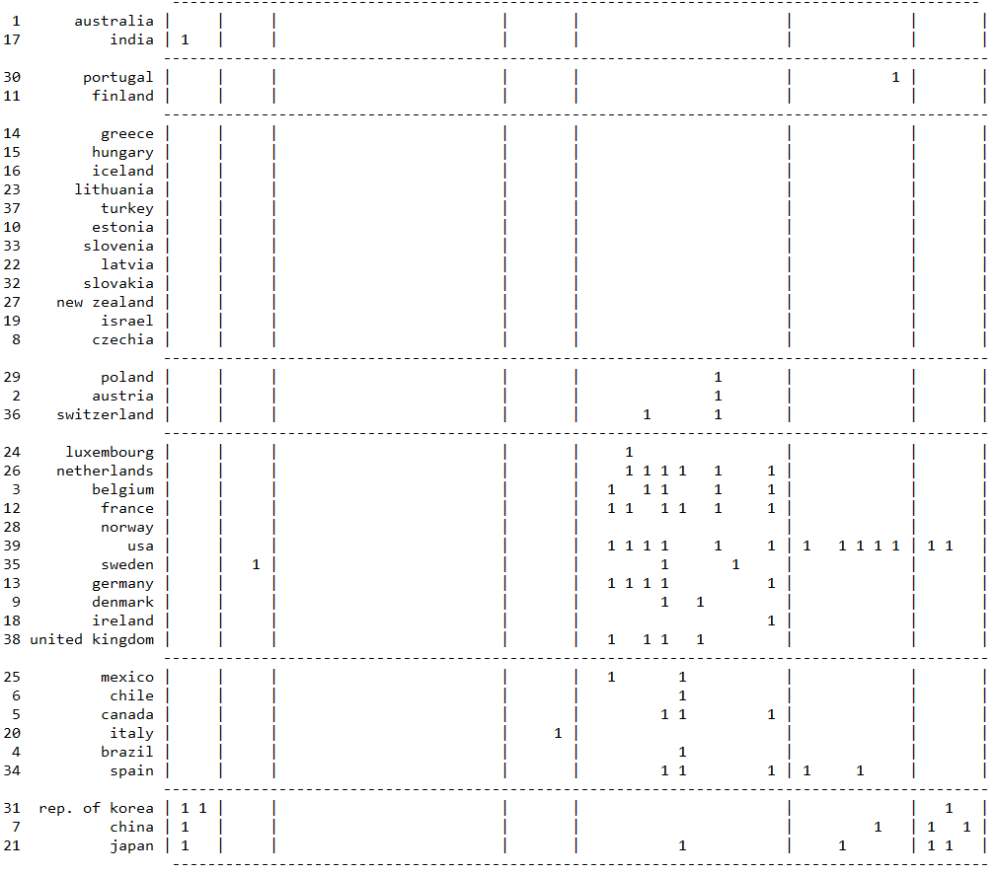 -------------------------------------------------------------------------------------------
1 australia | | | | | | | |
17 india | 1 | | | | | | |
---------------------------------------------------------------------------------------------
30 portugal | | | | | | 1 | |
11 finland | | | | | | | |
---------------------------------------------------------------------------------------------
14 greece | | | | | | | |
15 hungary | | | | | | | |
16 iceland | | | | | | | |
23 lithuania | | | | | | | |
37 turkey | | | | | | | |
10 estonia | | | | | | | |
33 slovenia | | | | | | | |
22 latvia | | | | | | | |
32 slovakia | | | | | | | |
27 new zealand | | | | | | | |
19 israel | | | | | | | |
8 czechia | | | | | | | |
---------------------------------------------------------------------------------------------
29 poland | | | | | 1 | | |
2 austria | | | | | 1 | | |
36 switzerland | | | | | 1 1 | | |
---------------------------------------------------------------------------------------------
24 luxembourg | | | | | 1 | | |
26 netherlands | | | | | 1 1 1 1 1 1 | | |
3 belgium | | | | | 1 1 1 1 1 | | |
12 france | | | | | 1 1 1 1 1 1 | | |
28 norway | | | | | | | |
39 usa | | | | | 1 1 1 1 1 1 | 1 1 1 1 1 | 1 1 |
35 sweden | | 1 | | | 1 1 | | |
13 germany | | | | | 1 1 1 1 1 | | |
9 denmark | | | | | 1 1 | | |
18 ireland | | | | | 1 | | |
38 united kingdom | | | | | 1 1 1 1 | | |
---------------------------------------------------------------------------------------------
25 mexico | | | | | 1 1 | | |
6 chile | | | | | 1 | | |
5 canada | | | | | 1 1 1 | | |
20 italy | | | | 1 | | | |
4 brazil | | | | | 1 | | |
34 spain | | | | | 1 1 1 | 1 1 | |
---------------------------------------------------------------------------------------------
31 rep. of korea | 1 1 | | | | | | 1 |
7 china | 1 | | | | | 1 | 1 1 |
21 japan | 1 | | | | 1 | 1 | 1 1 |
-------------------------------------------------------------------------------------------